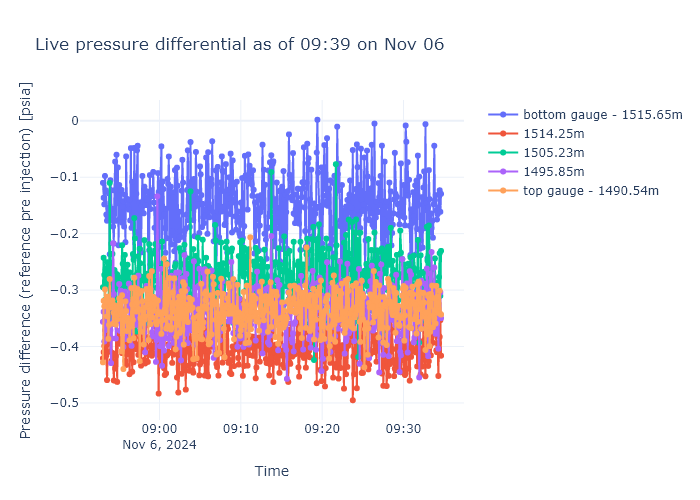 Live pressure differential as of 09:39 on Nov 06
Pressure difference (reference pre injection) [psia]
0
−0.1
−0.2
−0.3
−0.4
−0.5
09:00
Nov 6, 2024
09:10
09:20
09:30
Time
bottom gauge - 1515.65m
1514.25m
1505.23m
1495.85m
top gauge - 1490.54m